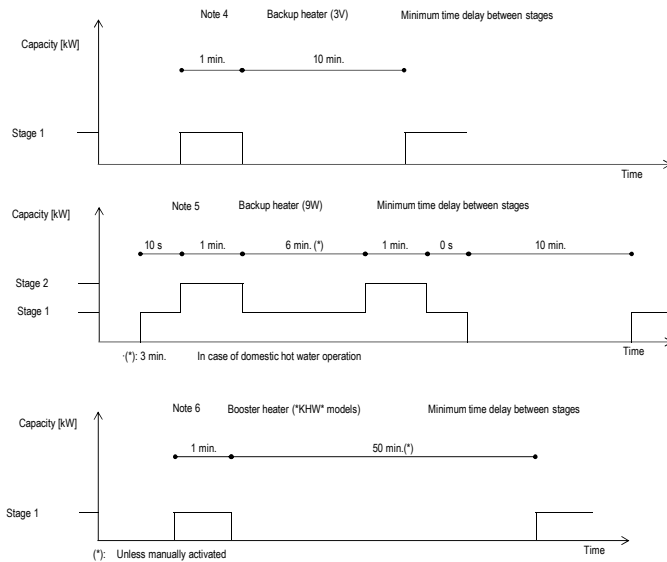 Note 4 Backup heater (3V) Minimum time delay between stages
Capacity [kW]
1 min. 10 min.
Stage 1
Time
Note 5 Backup heater (9W) Minimum time delay between stages
Capacity [kW]
10 s 1 min. 6 min. (*) 1 min. 0 s 10 min.
Stage 2
Stage 1
Time
·(*): 3 min. In case of domestic hot water operation
Note 6 Booster heater (*KHW* models) Minimum time delay between stages
Capacity [kW]
1 min. 50 min.(*)
Stage 1
Time
(*): Unless manually activated